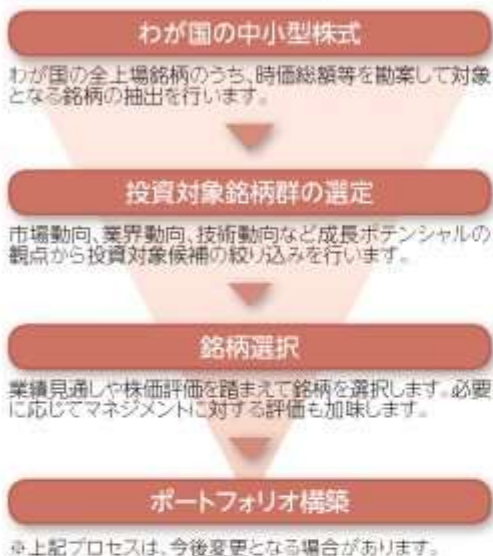 わが国の中小型株式
わが国の全上場銘柄のうち、時価総額等を勘案して対象
となる銘柄の抽出を行います。
投資対象銘柄群の選定
市場動向、業界動向、技術動向など成長ポテンシャルの
観点から投資対象候補の絞り込みを行います。
銘柄選択
業績見通しや株価評価を踏まえて銘柄を選択します。必要
に応じてマネジメントに対する評価も加味します。
ポートフォリオ構築
※上記プロセスは、今後変更となる場合があります。